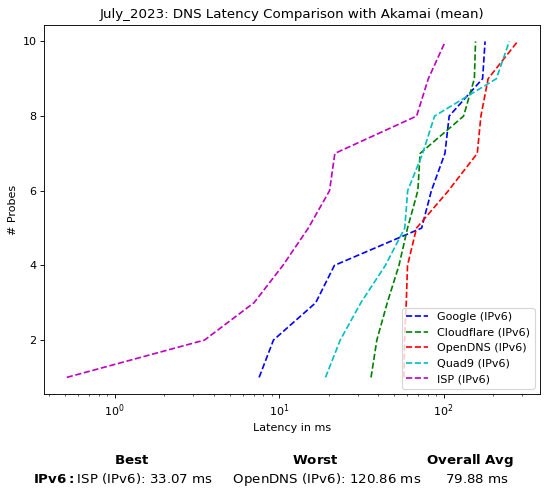 July_2023: DNS Latency Comparison with Akamai (mean)
10
8
6
4
2
# Probes
Google (IPv6)
Cloudflare (IPv6)
OpenDNS (IPv6)
Quad9 (IPv6)
ISP (IPv6)
10⁰ 10¹ 10²
Latency in ms
Best Worst Overall Avg
IPv6: ISP (IPv6): 33.07 ms OpenDNS (IPv6): 120.86 ms 79.88 ms